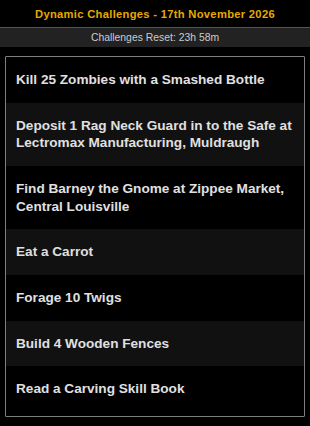 Dynamic Challenges - 17th November 2026
Challenges Reset: 23h 58m
Kill 25 Zombies with a Smashed Bottle
Deposit 1 Rag Neck Guard in to the Safe at
Lectromax Manufacturing, Muldraugh
Find Barney the Gnome at Zippee Market,
Central Louisville
Eat a Carrot
Forage 10 Twigs
Build 4 Wooden Fences
Read a Carving Skill Book